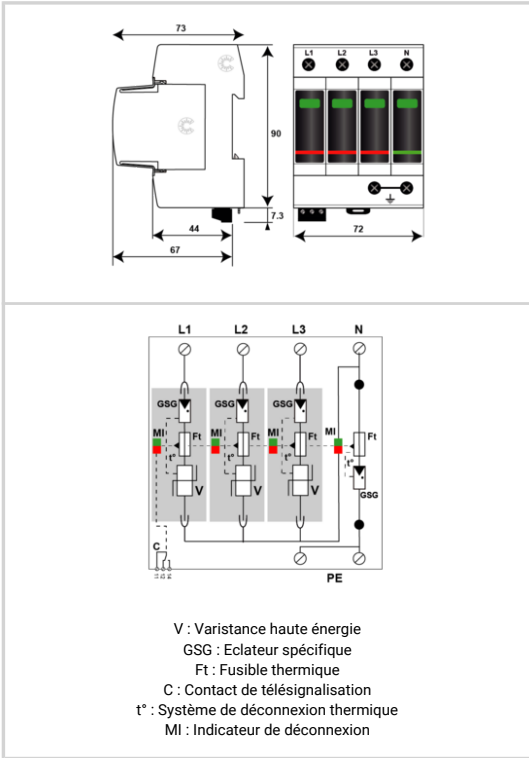 73
L1 L2 L3 N
90
7.3
44
67
72
L1 L2 L3 N
GSG GSG GSG
MI MI MI MI
Ft Ft Ft Ft
t° t° t° t°
GSG
V V V
C
PE
V : Varistance haute énergie
GSG : Eclateur spécifique
Ft : Fusible thermique
C : Contact de télésignalisation
t° : Système de déconnexion thermique
MI : Indicateur de déconnexion